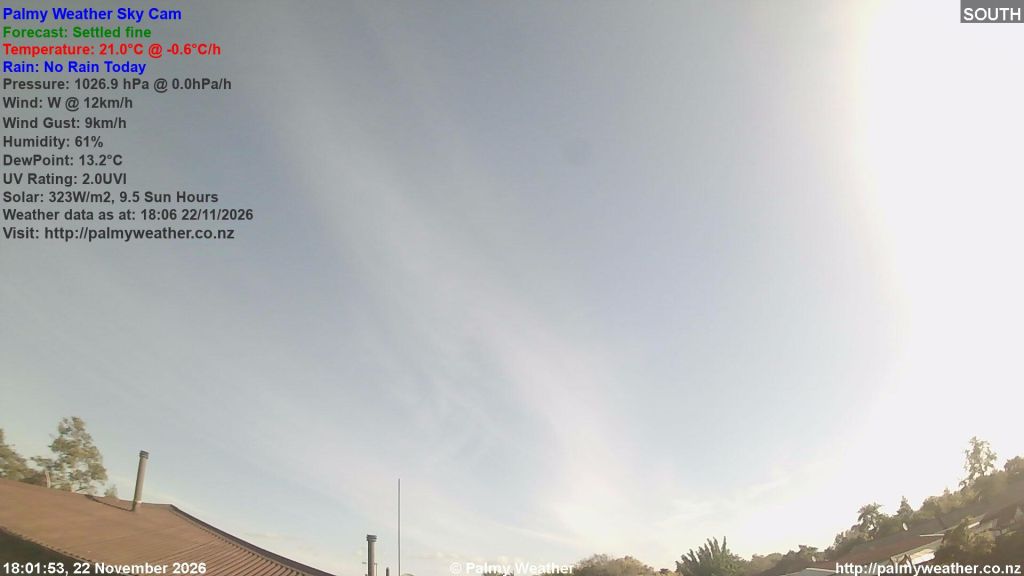 Palmy Weather Sky Cam
SOUTH
Forecast: Settled fine
Temperature: 21.0°C @ -0.6°C/h
Rain: No Rain Today
Pressure: 1026.9 hPa @ 0.0hPa/h
Wind: W @ 12km/h
Wind Gust: 9km/h
Humidity: 61%
DewPoint: 13.2°C
UV Rating: 2.0UVI
Solar: 323W/m2, 9.5 Sun Hours
Weather data as at: 18:06 22/11/2026
Visit: http://palmyweather.co.nz
18:01:53, 22 November 2026
© Palmy Weather
http://palmyweather.co.nz